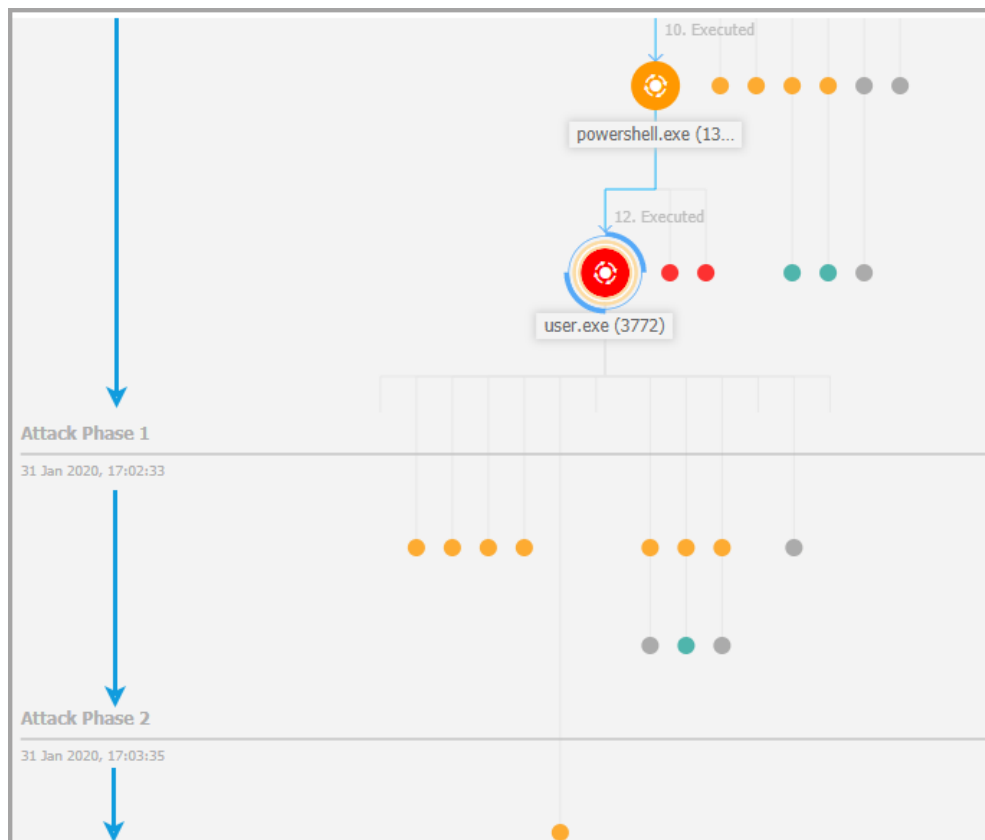 10. Executed
powershell.exe (13...
12. Executed
user.exe (3772)
Attack Phase 1
31 Jan 2020, 17:02:33
Attack Phase 2
31 Jan 2020, 17:03:35